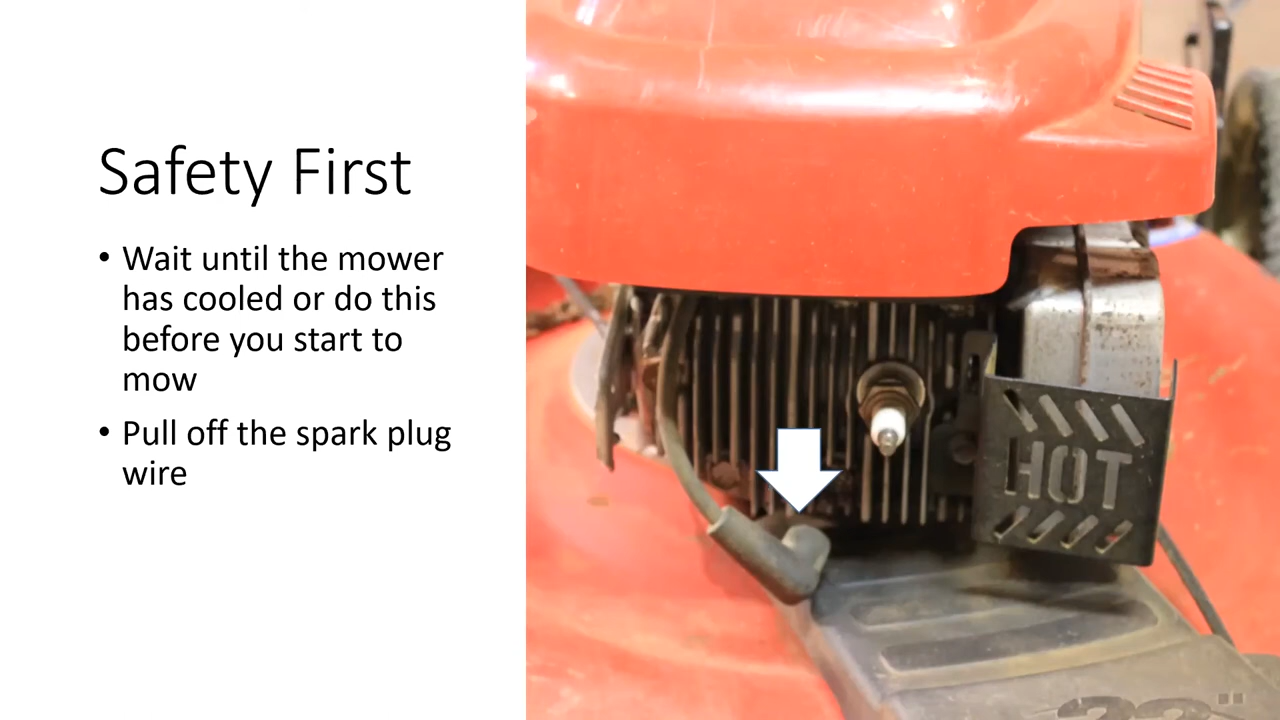 Safety First
• Wait until the mower
has cooled or do this
before you start to
mow
• Pull off the spark plug
wire
HOT